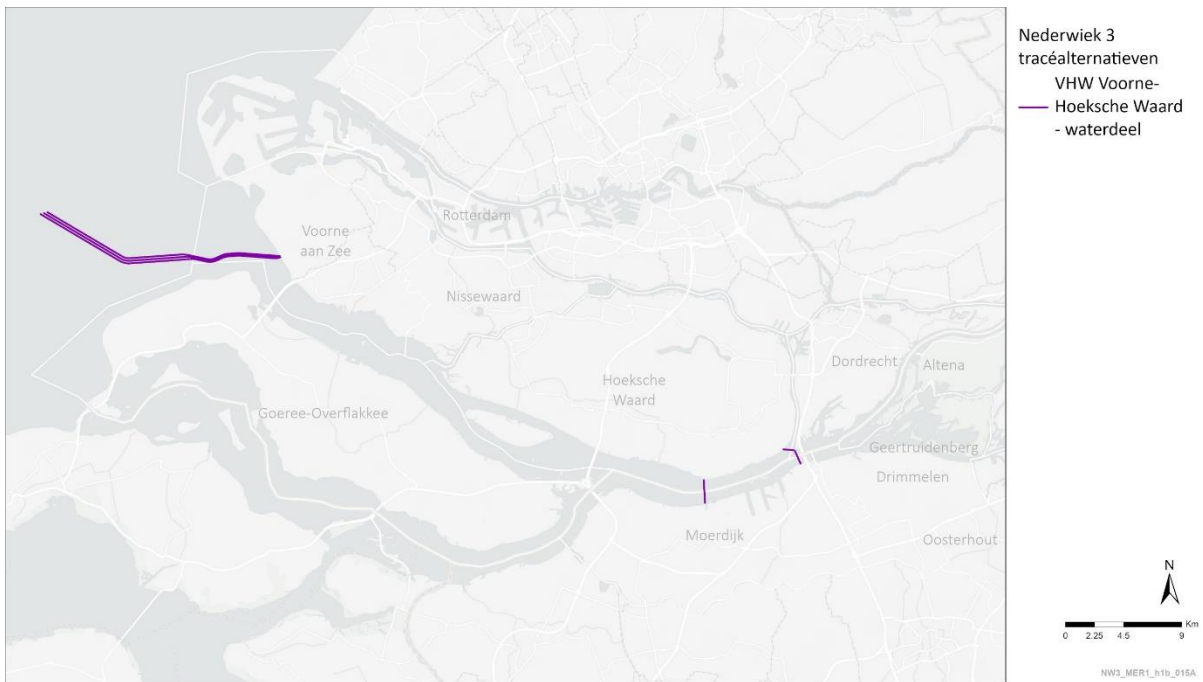 Nederwiek 3
tracéalternatieven
VHW Voorne-
Hoeksche Waard
- waterdeel
Rotterdam
Voorne
aan Zee
Nissewaard
Hoeksche
Waard
Dordrecht
Altena
Goeree-Overflakkee
Geertruidenberg
Drimmelen
Moerdijk
Oosterhout
N
Km
0 2.25 4.5 9
NW3_MER1_h1b_015A